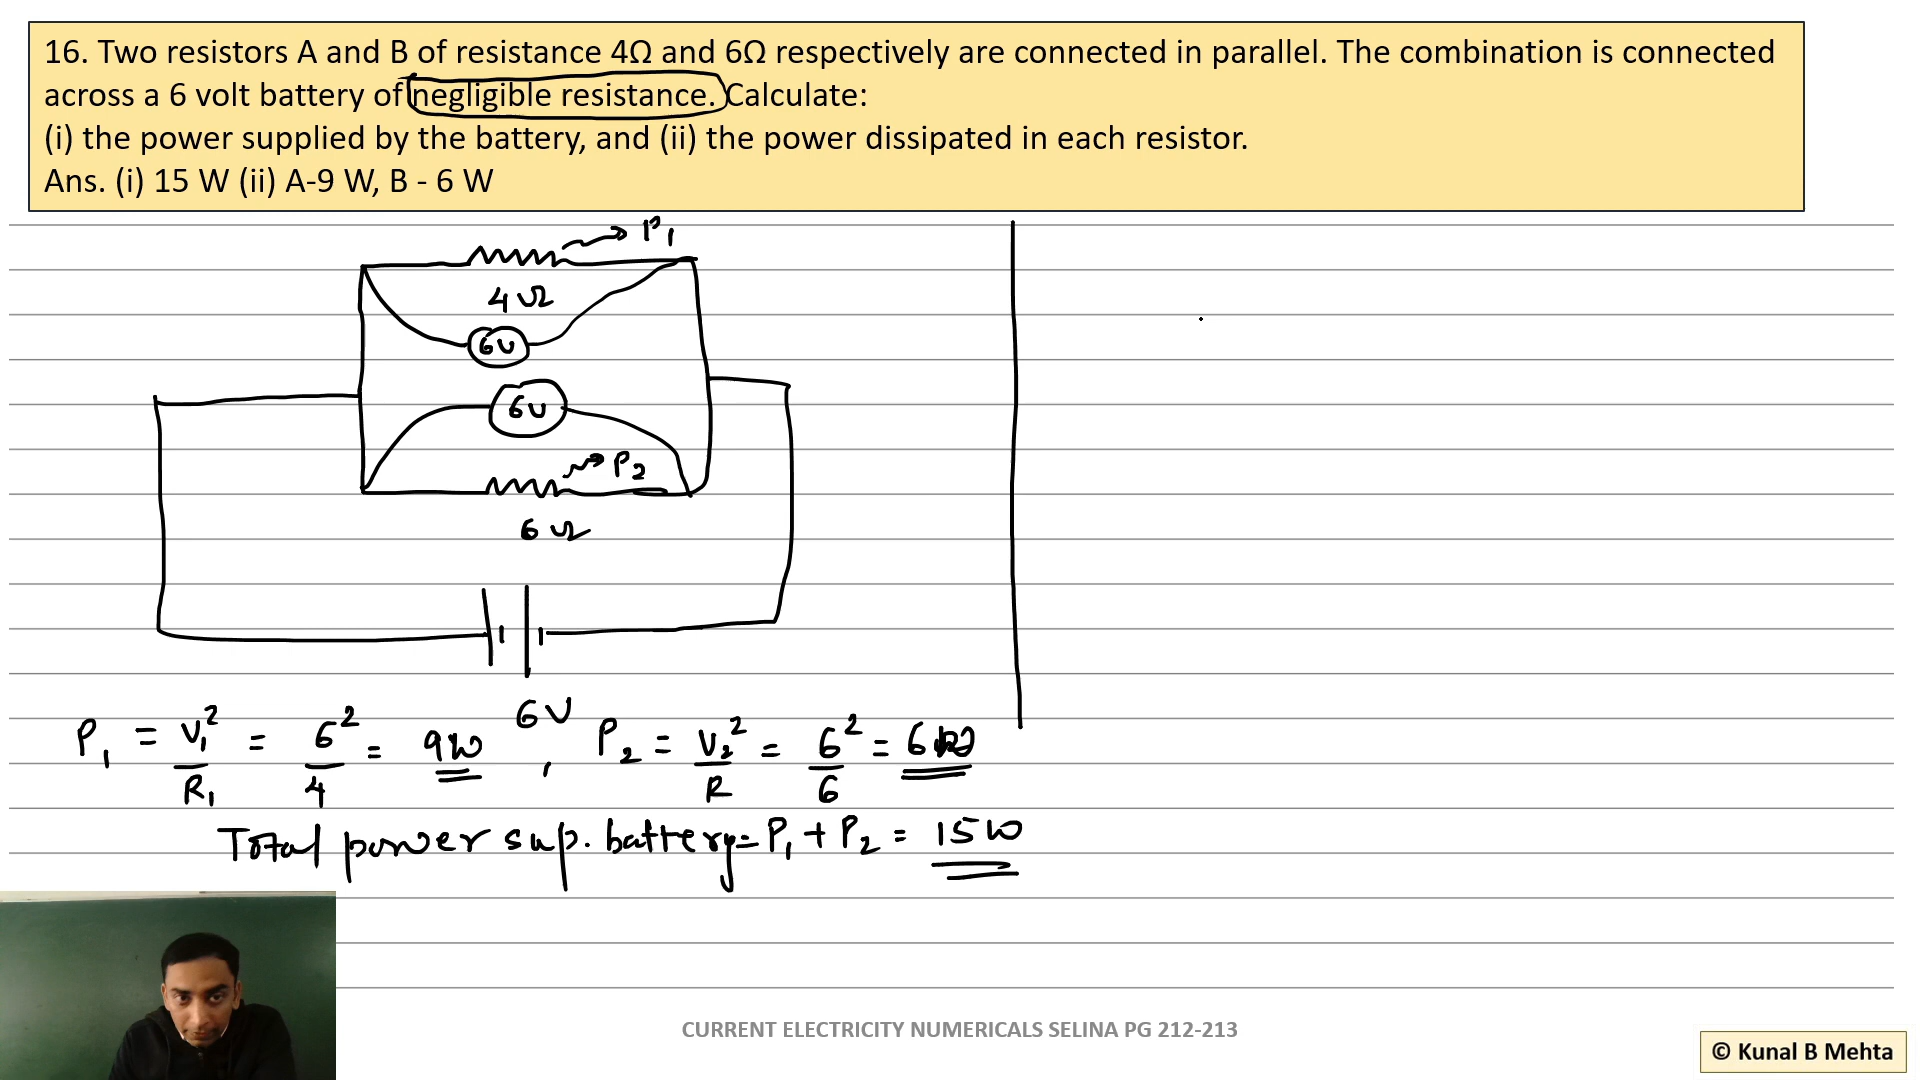 16. Two resistors A and B of resistance 4Ω and 6Ω respectively are connected in parallel. The combination is connected
across a 6 volt battery of negligible resistance. Calculate:
(i) the power supplied by the battery, and (ii) the power dissipated in each resistor.
Ans. (i) 15 W (ii) A-9 W, B - 6 W
P₁
4 Ω
6V
6V
P₂
6 Ω
6V
P₁ = V₁²/R₁ = 6²/4 = 9W , P₂ = V₂²/R = 6²/6 = 6W
Total power sup. battery = P₁ + P₂ = 15W
CURRENT ELECTRICITY NUMERICALS SELINA PG 212-213
© Kunal B Mehta